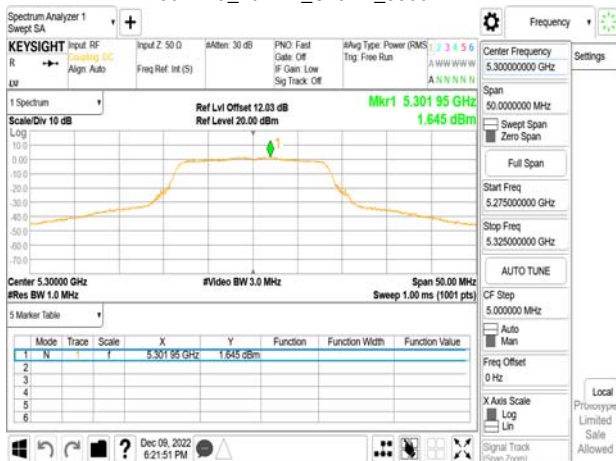 Spectrum Analyzer 1
Swept SA
+
Frequency
KEYSIGHT
R
LXI
Input: RF
Coupling: DC
Align: Auto
Input Z: 50 Ω
Freq Ref: Int (S)
#Atten: 30 dB
PNO: Fast
Gate: Off
IF Gain: Low
Sig Track: Off
#Avg Type: Power (RMS
Trig: Free Run
1 2 3 4 5 6
A W W W W W
A N N N N N
1 Spectrum
Scale/Div 10 dB
Ref Lvl Offset 12.03 dB
Ref Level 20.00 dBm
Mkr1 5.301 95 GHz
1.645 dBm
Log
10.0
0.00
-10.0
-20.0
-30.0
-40.0
-50.0
-60.0
-70.0
1
Center 5.30000 GHz
#Res BW 1.0 MHz
#Video BW 3.0 MHz
Span 50.00 MHz
Sweep 1.00 ms (1001 pts)
5 Marker Table
Mode Trace Scale X Y Function Function Width Function Value
1 N 1 f 5.301 95 GHz 1.645 dBm
2
3
4
5
6
Dec 09, 2022
6:21:51 PM
Center Frequency
5.300000000 GHz
Span
50.0000000 MHz
Swept Span
Zero Span
Full Span
Start Freq
5.275000000 GHz
Stop Freq
5.325000000 GHz
AUTO TUNE
CF Step
5.000000 MHz
Auto
Man
Freq Offset
0 Hz
X Axis Scale
Log
Lin
Signal Track
(Span Zoom)
Settings
Local
Prototype
Limited
Sale
Allowed